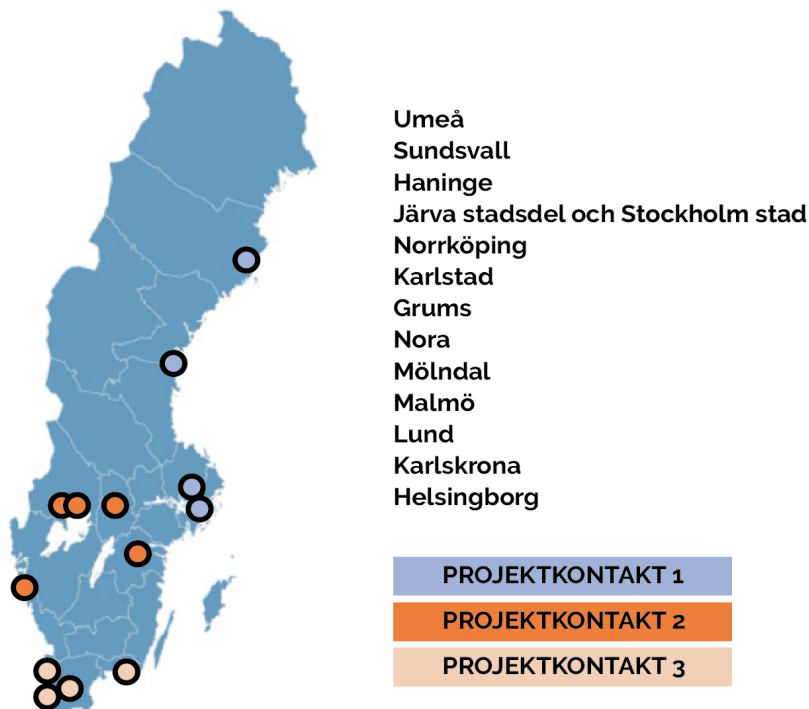 Umeå
Sundsvall
Haninge
Järva stadsdel och Stockholm stad
Norrköping
Karlstad
Grums
Nora
Mölndal
Malmö
Lund
Karlskrona
Helsingborg
PROJEKTKONTAKT 1
PROJEKTKONTAKT 2
PROJEKTKONTAKT 3